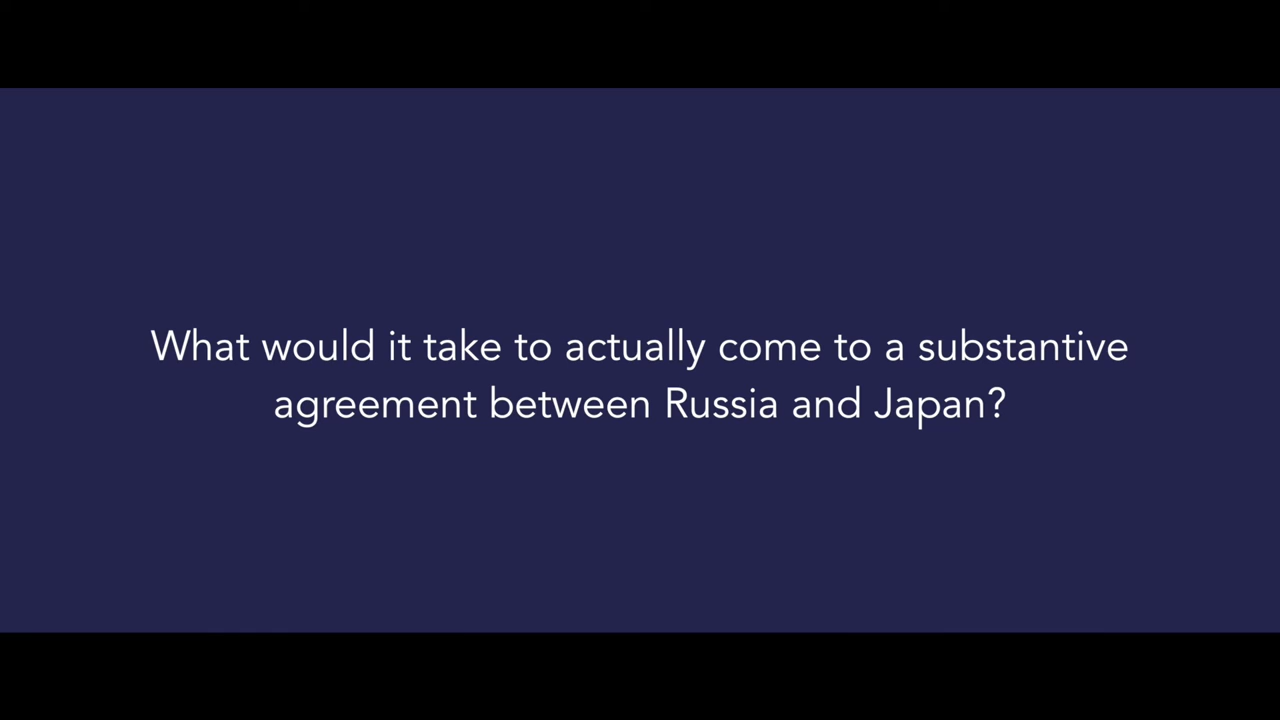 What would it take to actually come to a substantive
agreement between Russia and Japan?